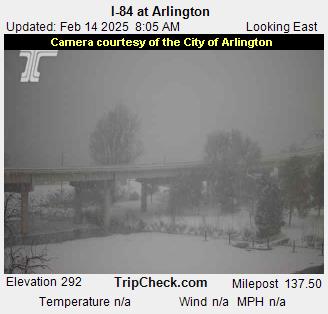 I-84 at Arlington
Updated: Feb 14 2025 8:05 AM Looking East
Camera courtesy of the City of Arlington
Elevation 292 TripCheck.com Milepost 137.50
Temperature n/a Wind n/a MPH n/a